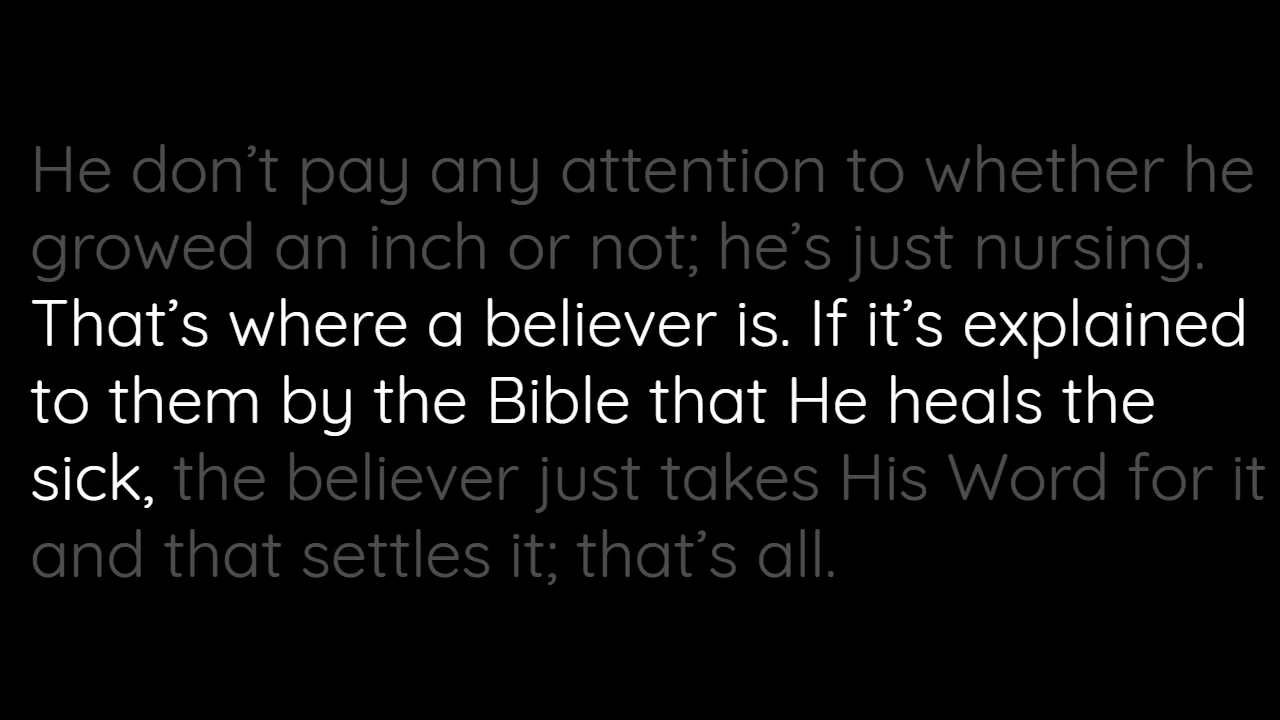 He don’t pay any attention to whether he
growed an inch or not; he’s just nursing.
That’s where a believer is. If it’s explained
to them by the Bible that He heals the
sick, the believer just takes His Word for it
and that settles it; that’s all.